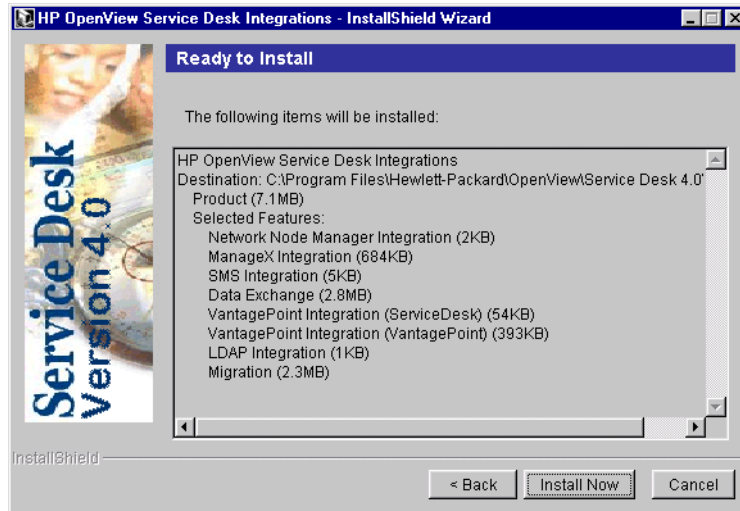 HP OpenView Service Desk Integrations - InstallShield Wizard
Ready to Install
The following items will be installed:
HP OpenView Service Desk Integrations
Destination: C:\Program Files\Hewlett-Packard\OpenView\Service Desk 4.0\
Product (7.1MB)
Selected Features:
Network Node Manager Integration (2KB)
ManageX Integration (684KB)
SMS Integration (5KB)
Data Exchange (2.8MB)
VantagePoint Integration (ServiceDesk) (54KB)
VantagePoint Integration (VantagePoint) (393KB)
LDAP Integration (1KB)
Migration (2.3MB)
Service Desk
Version 4.0
InstallShield
< Back
Install Now
Cancel